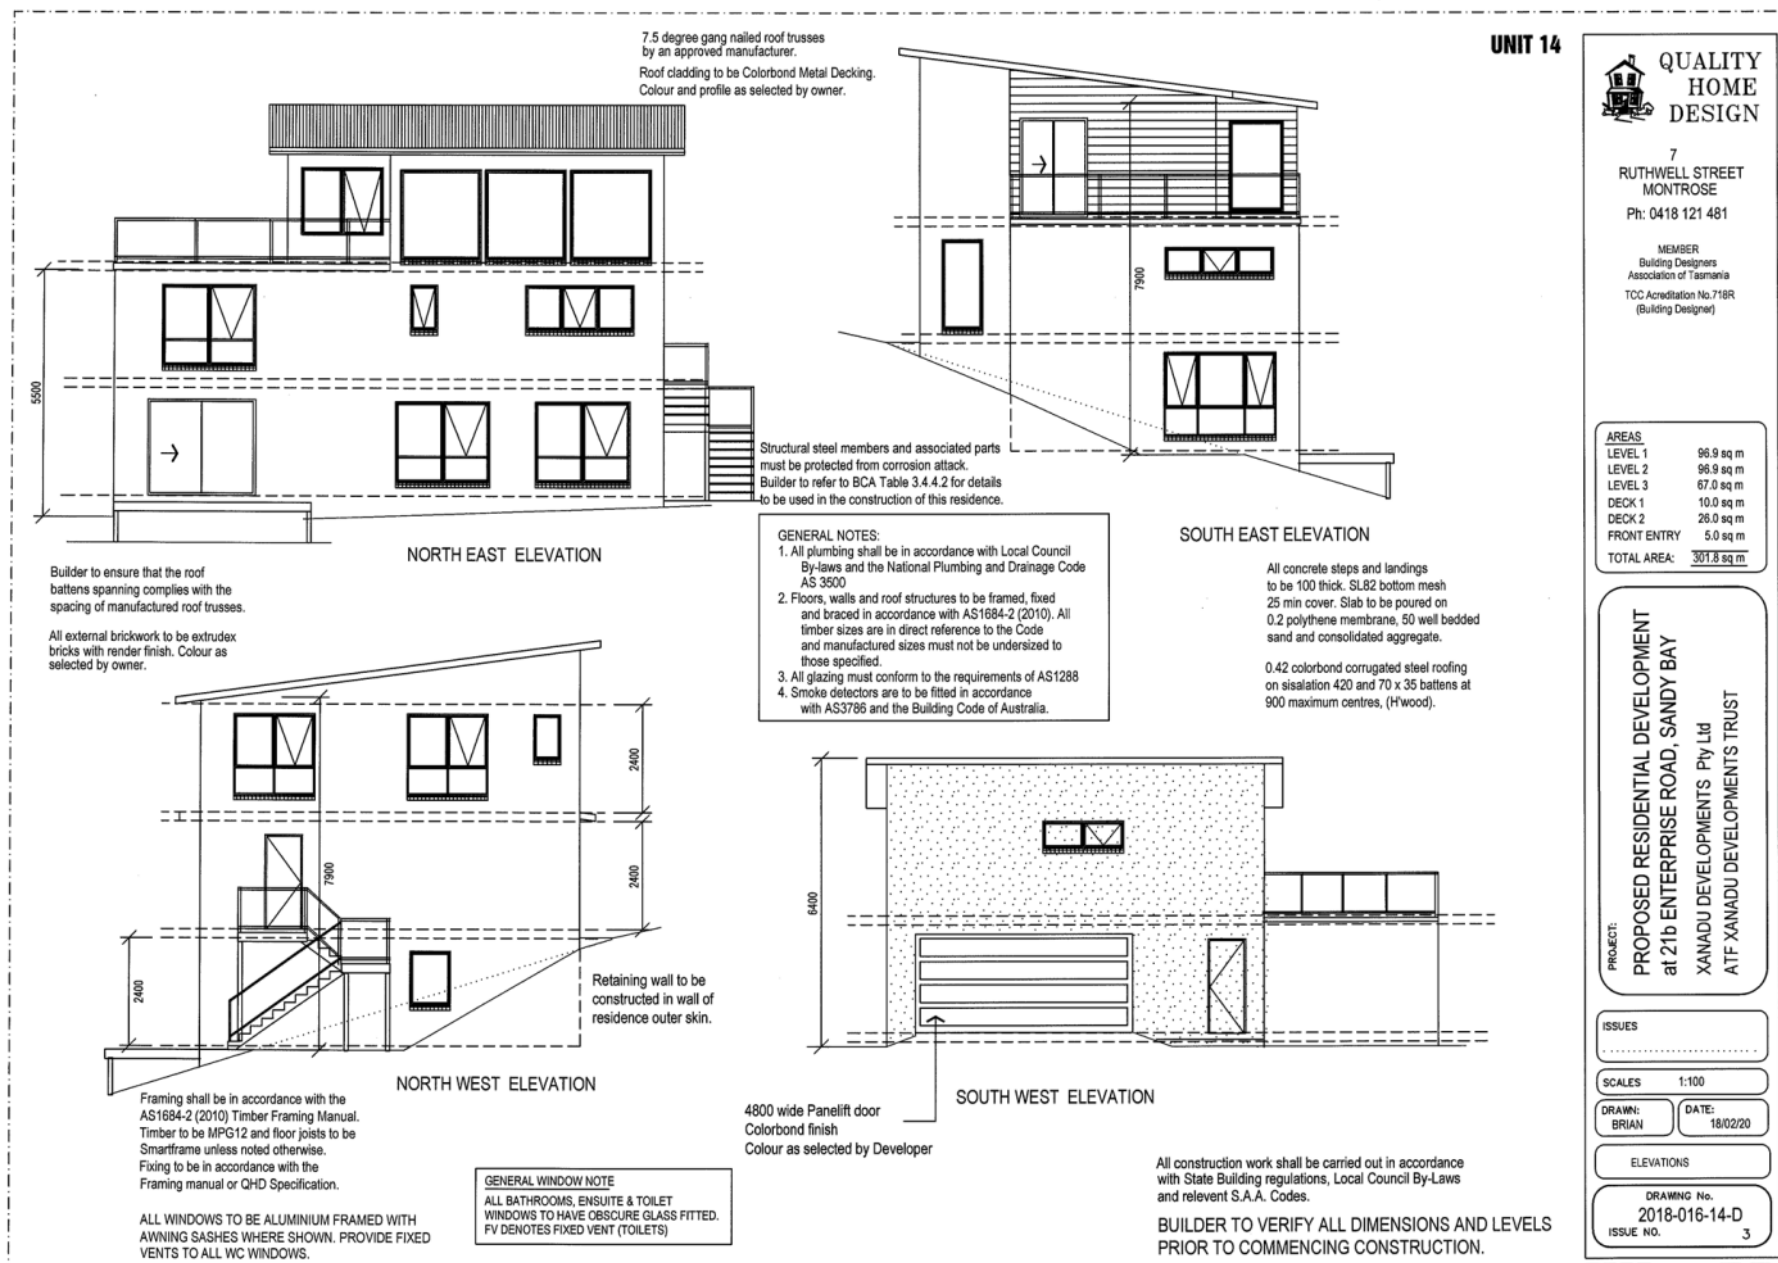 7.5 degree gang nailed roof trusses
by an approved manufacturer.
Roof cladding to be Colorbond Metal Decking.
Colour and profile as selected by owner.
UNIT 14
5500
NORTH EAST ELEVATION
7900
SOUTH EAST ELEVATION
Structural steel members and associated parts
must be protected from corrosion attack.
Builder to refer to BCA Table 3.4.4.2 for details
to be used in the construction of this residence.
Builder to ensure that the roof
battens spanning complies with the
spacing of manufactured roof trusses.
All external brickwork to be extrudex
bricks with render finish. Colour as
selected by owner.
GENERAL NOTES:
1. All plumbing shall be in accordance with Local Council
By-laws and the National Plumbing and Drainage Code
AS 3500
2. Floors, walls and roof structures to be framed, fixed
and braced in accordance with AS1684-2 (2010). All
timber sizes are in direct reference to the Code
and manufactured sizes must not be undersized to
those specified.
3. All glazing must conform to the requirements of AS1288
4. Smoke detectors are to be fitted in accordance
with AS3786 and the Building Code of Australia.
All concrete steps and landings
to be 100 thick. SL82 bottom mesh
25 min cover. Slab to be poured on
0.2 polythene membrane, 50 well bedded
sand and consolidated aggregate.
0.42 colorbond corrugated steel roofing
on sisalation 420 and 70 x 35 battens at
900 maximum centres, (H'wood).
2400
2400
7900
2400
Retaining wall to be
constructed in wall of
residence outer skin.
NORTH WEST ELEVATION
6400
SOUTH WEST ELEVATION
4800 wide Panelift door
Colorbond finish
Colour as selected by Developer
Framing shall be in accordance with the
AS1684-2 (2010) Timber Framing Manual.
Timber to be MPG12 and floor joists to be
Smartframe unless noted otherwise.
Fixing to be in accordance with the
Framing manual or QHD Specification.
ALL WINDOWS TO BE ALUMINIUM FRAMED WITH
AWNING SASHES WHERE SHOWN. PROVIDE FIXED
VENTS TO ALL WC WINDOWS.
GENERAL WINDOW NOTE
ALL BATHROOMS, ENSUITE & TOILET
WINDOWS TO HAVE OBSCURE GLASS FITTED.
FV DENOTES FIXED VENT (TOILETS)
All construction work shall be carried out in accordance
with State Building regulations, Local Council By-Laws
and relevent S.A.A. Codes.
BUILDER TO VERIFY ALL DIMENSIONS AND LEVELS
PRIOR TO COMMENCING CONSTRUCTION.
QUALITY
HOME
DESIGN
7
RUTHWELL STREET
MONTROSE
Ph: 0418 121 481
MEMBER
Building Designers
Association of Tasmania
TCC Acreditation No.718R
(Building Designer)
AREAS
LEVEL 1 96.9 sq m
LEVEL 2 96.9 sq m
LEVEL 3 67.0 sq m
DECK 1 10.0 sq m
DECK 2 26.0 sq m
FRONT ENTRY 5.0 sq m
TOTAL AREA: 301.8 sq m
PROJECT:
PROPOSED RESIDENTIAL DEVELOPMENT
at 21b ENTERPRISE ROAD, SANDY BAY
XANADU DEVELOPMENTS Pty Ltd
ATF XANADU DEVELOPMENTS TRUST
ISSUES
SCALES 1:100
DRAWN:
BRIAN
DATE:
18/02/20
ELEVATIONS
DRAWING No.
2018-016-14-D
ISSUE NO. 3